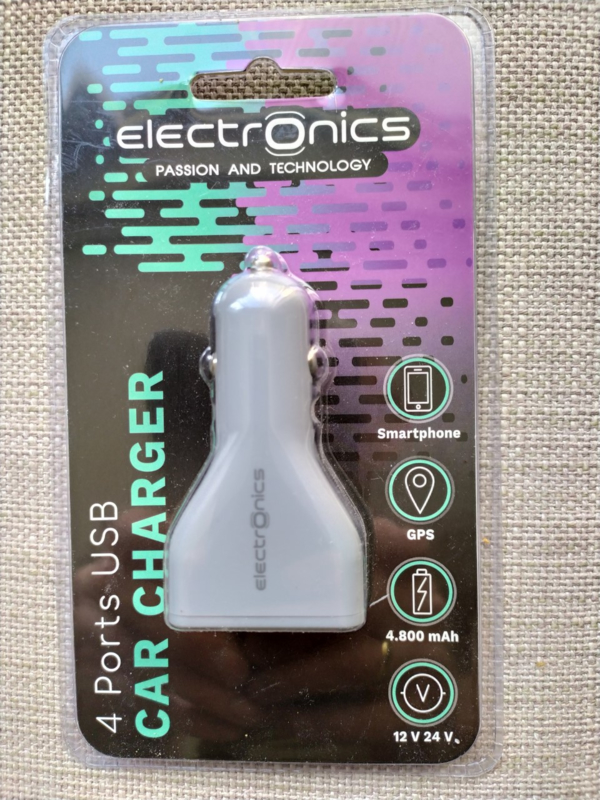 electronics
PASSION AND TECHNOLOGY
4 Ports USB
CAR CHARGER
electronics
Smartphone
GPS
4.800 mAh
V
12 V 24 V